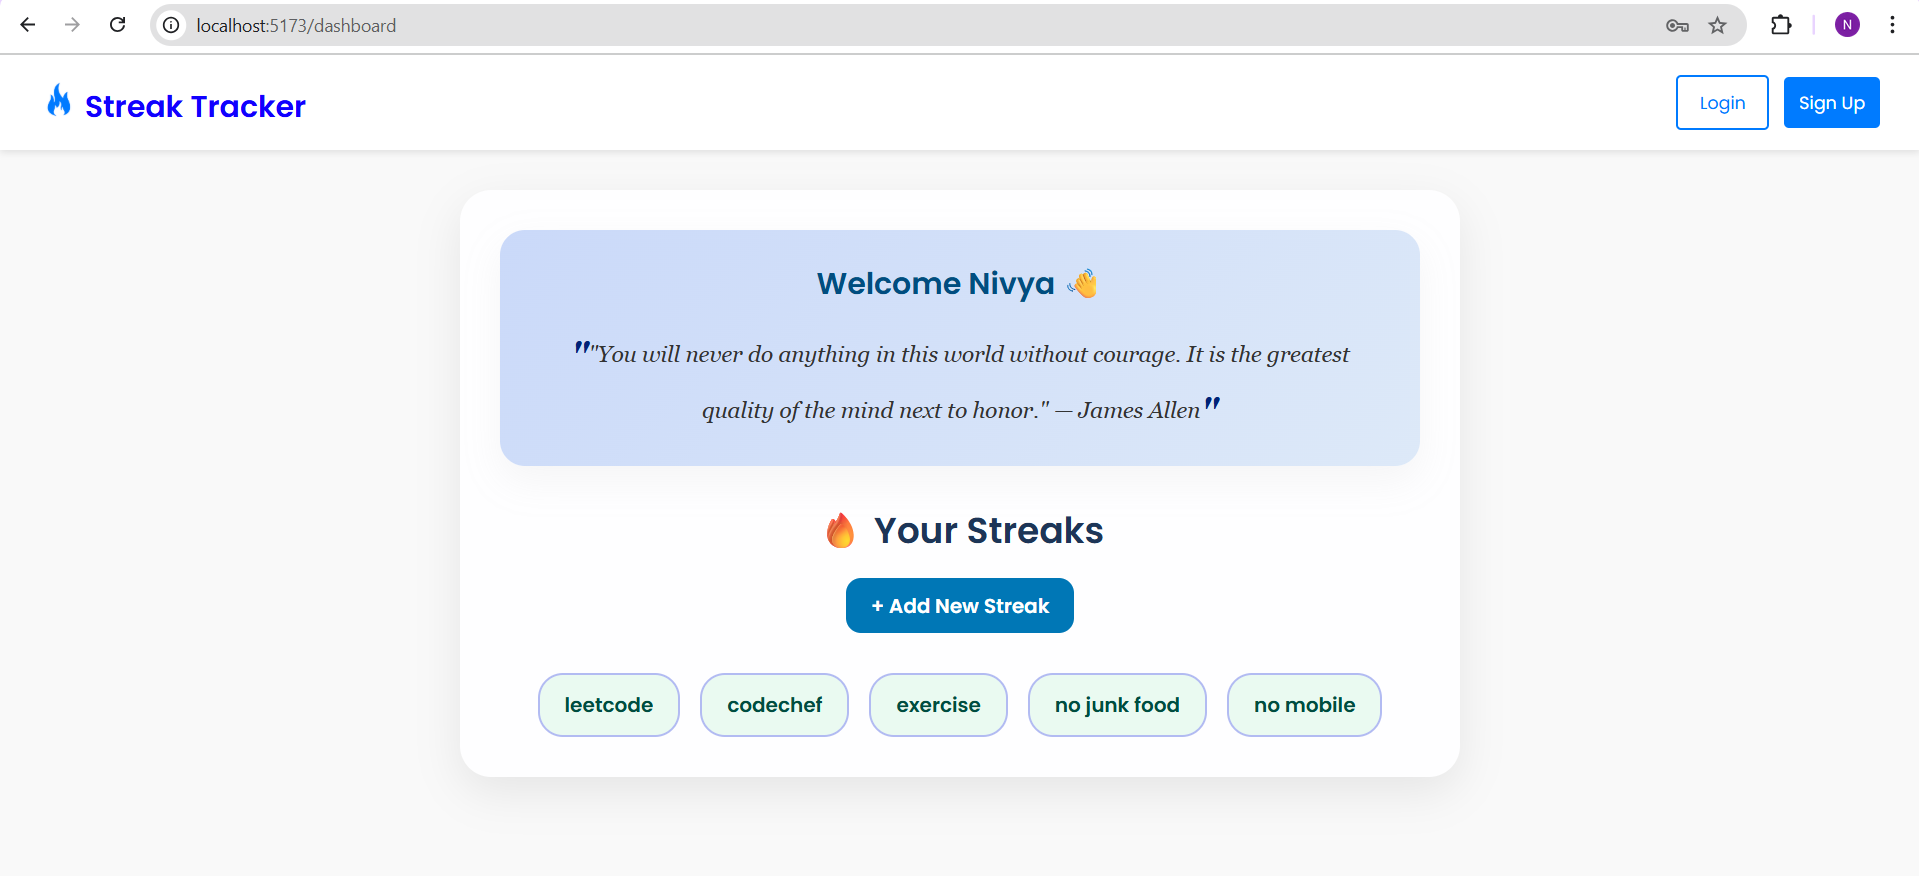 localhost:5173/dashboard
N
Streak Tracker
Login
Sign Up
Welcome Nivya 👋
""You will never do anything in this world without courage. It is the greatest
quality of the mind next to honor." — James Allen"
🔥 Your Streaks
+ Add New Streak
leetcode
codechef
exercise
no junk food
no mobile